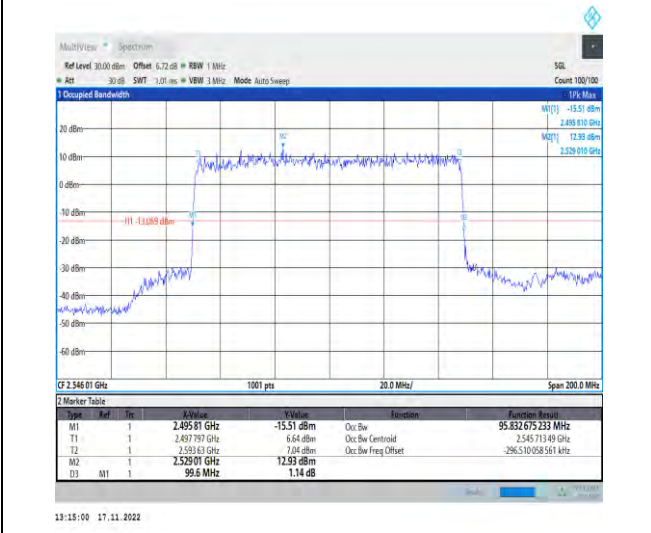 MultiView Spectrum
Ref Level 30.00 dBm Offset 6.72 dB RBW 1 MHz SGL
Att 30 dB SWT 1.01 ms VBW 3 MHz Mode Auto Sweep Count 100/100
1 Occupied Bandwidth 1Pk Max
M1[1] -15.51 dBm
2.495 810 GHz
M2[1] 12.93 dBm
2.529 010 GHz
20 dBm
M2
10 dBm
T1
0 dBm
-10 dBm
M1
H1 -13.069 dBm
-20 dBm
-30 dBm
-40 dBm
-50 dBm
-60 dBm
CF 2.546 01 GHz 1001 pts 20.0 MHz/ Span 200.0 MHz
2 Marker Table
Type Ref Trc X-Value Y-Value Function Function Result
M1 1 2.495 81 GHz -15.51 dBm Occ Bw 95.832 675 233 MHz
T1 1 2.497 797 GHz 6.64 dBm Occ Bw Centroid 2.545 713 49 GHz
T2 1 2.593 63 GHz 7.04 dBm Occ Bw Freq Offset -296.510 058 561 kHz
M2 1 2.529 01 GHz 12.93 dBm
D3 M1 1 99.6 MHz 1.14 dB
13:15:00 17.11.2022